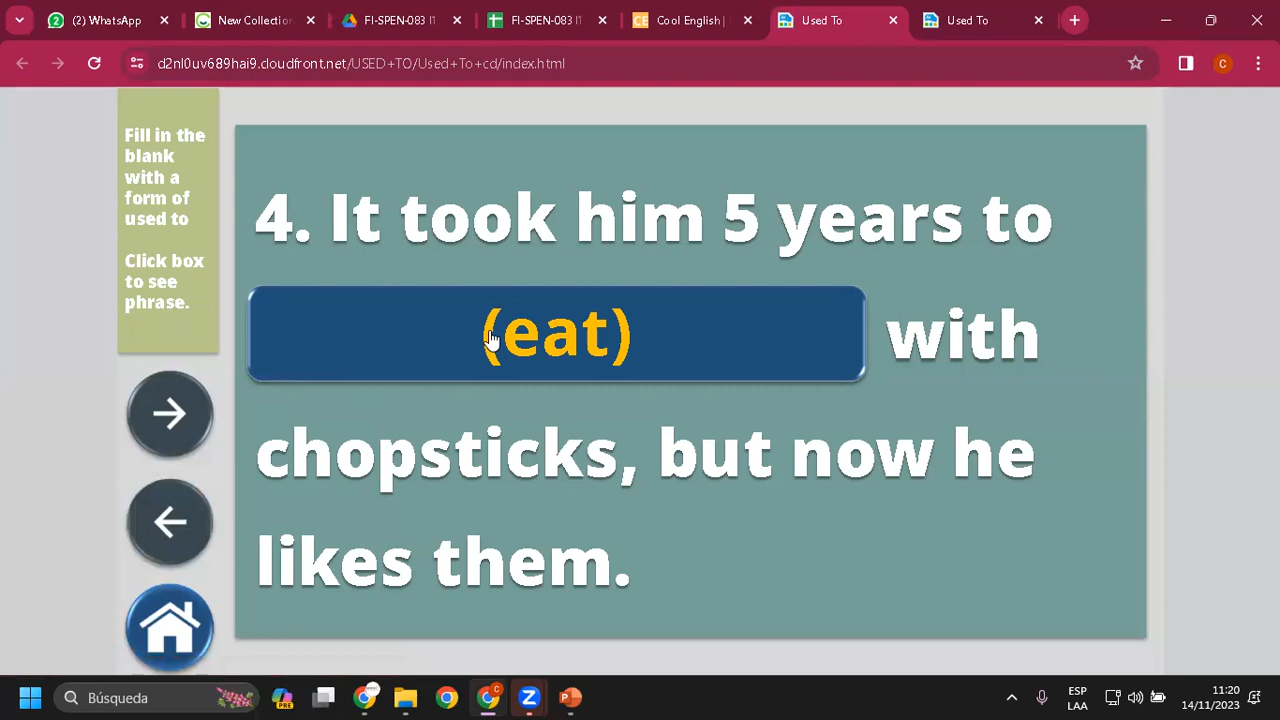 (2) WhatsApp
New Collection
FI-SPEN-083 I1
FI-SPEN-083 I1
Cool English |
Used To
Used To
d2nl0uv689hai9.cloudfront.net/USED+TO/Used+To+cd/index.html
C
Fill in the
blank
with a
form of
used to
Click box
to see
phrase.
4. It took him 5 years to
(eat) with
chopsticks, but now he
likes them.
Búsqueda
PRE
ESP
LAA
11:20
14/11/2023